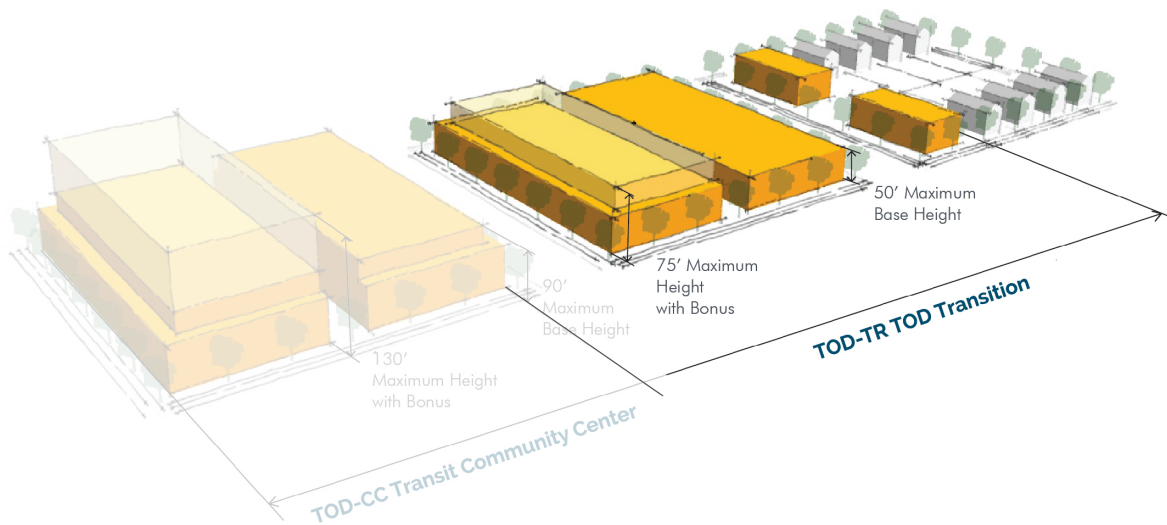 50’ Maximum
Base Height
75’ Maximum
Height
with Bonus
90’
Maximum
Base Height
130’
Maximum Height
with Bonus
TOD-TR TOD Transition
TOD-CC Transit Community Center